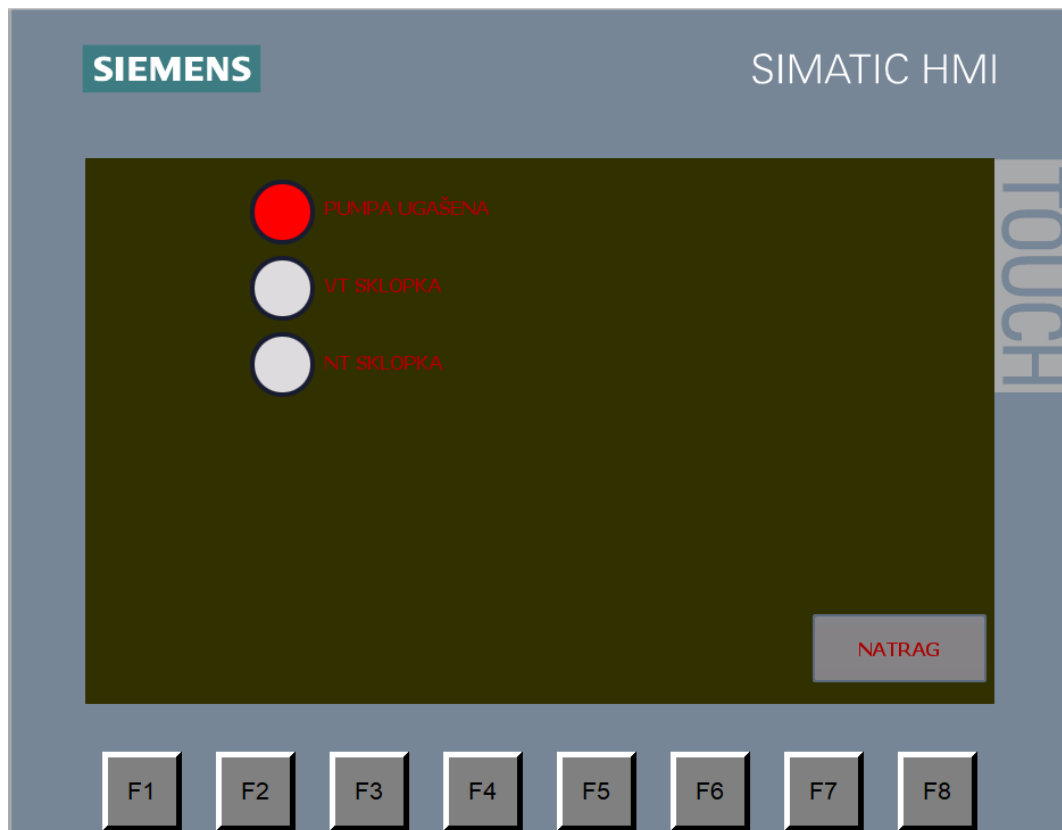 SIEMENS
SIMATIC HMI
TOUCH
PUMPA UGAŠENA
VT SKLOPKA
NT SKLOPKA
NATRAG
F1
F2
F3
F4
F5
F6
F7
F8